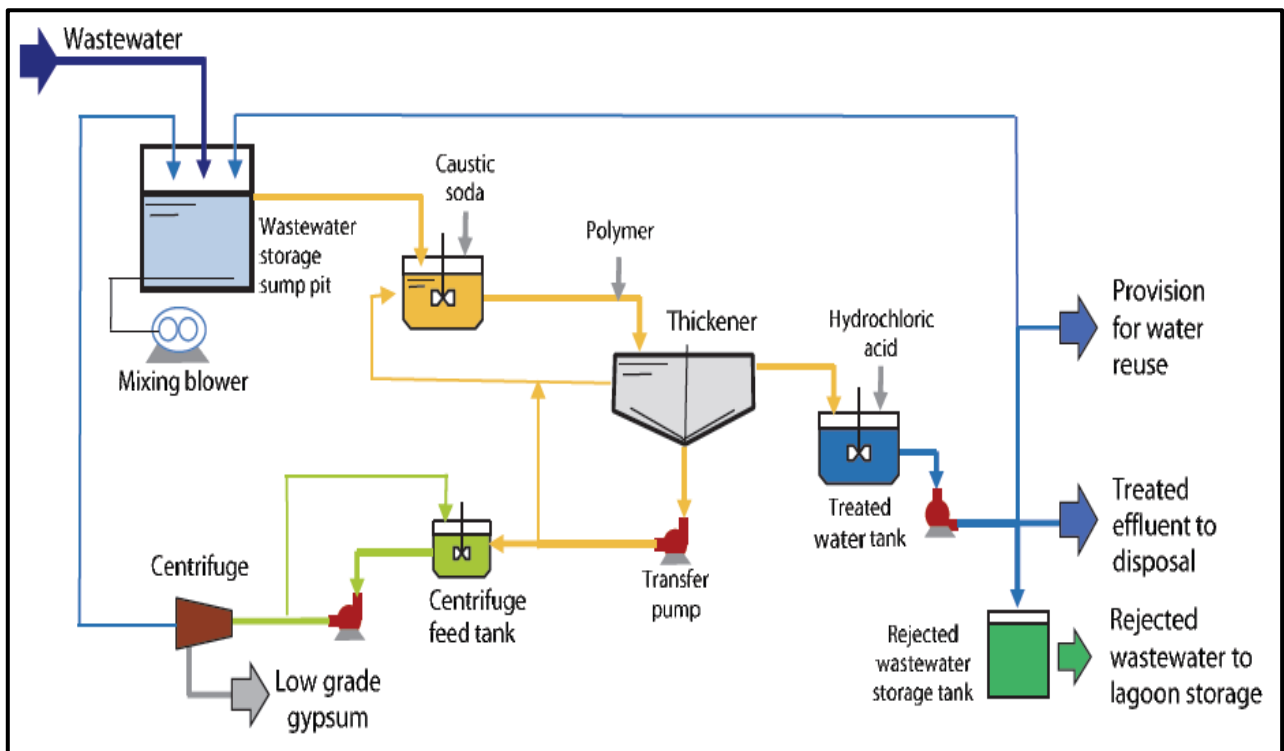 Wastewater
Caustic
soda
Wastewater
storage
sump pit
Polymer
Mixing blower
Thickener
Hydrochloric
acid
Provision
for water
reuse
Treated
water tank
Treated
effluent to
disposal
Transfer
pump
Centrifuge
Centrifuge
feed tank
Low grade
gypsum
Rejected
wastewater
storage tank
Rejected
wastewater to
lagoon storage